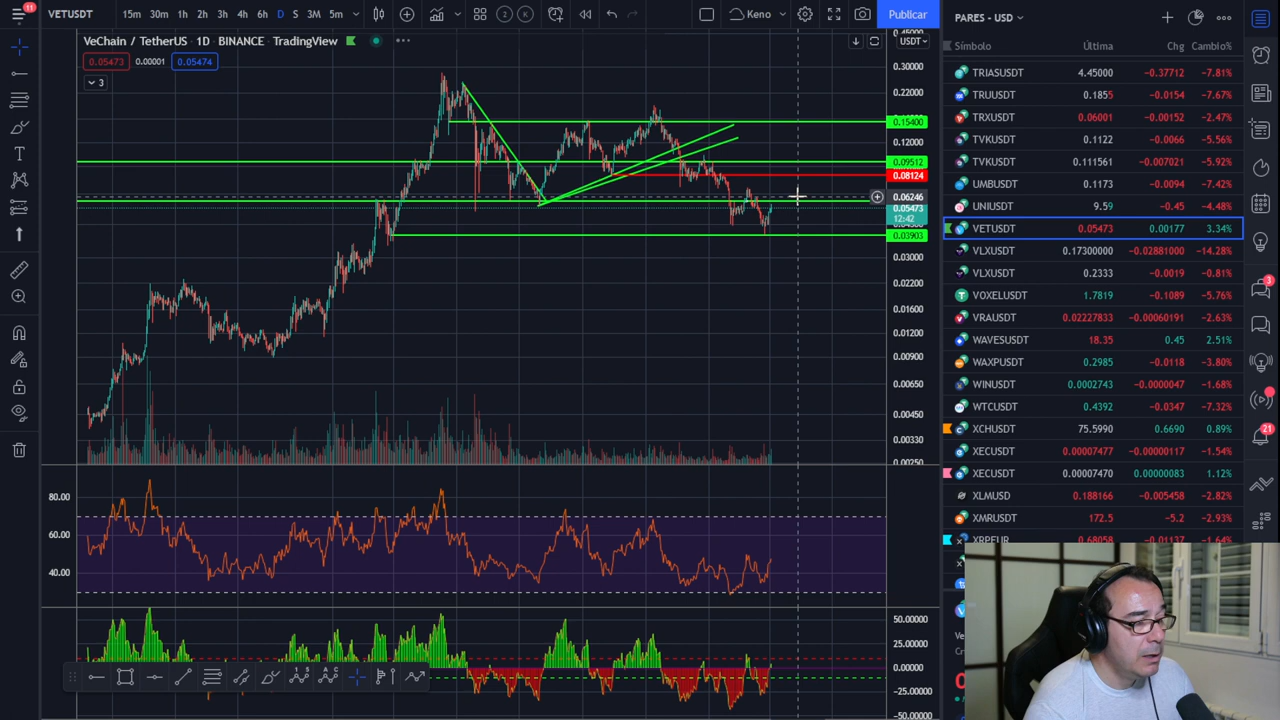 11
VETUSDT 15m 30m 1h 2h 3h 4h 6h D S 3M 5m 2 K Keno Publicar
VeChain / TetherUS · 1D · BINANCE · TradingView
0.05473 0.00001 0.05474
3
USDT
0.30000
0.22000
0.15400
0.12000
0.09512
0.08124
0.06246
0.05473
12:42
0.03903
0.03000
0.02200
0.01600
0.01200
0.00900
0.00650
0.00450
0.00330
0.0025
80.00
60.00
40.00
50.00000
25.00000
0.00000
-25.00000
-50.00000
PARES - USD
Símbolo Última Chg Cambio%
TRIASUSDT 4.45000 −0.37712 −7.81%
TRUUSDT 0.1855 −0.0154 −7.67%
TRXUSDT 0.06001 −0.00152 −2.47%
TVKUSDT 0.1122 −0.0066 −5.56%
TVKUSDT 0.111561 −0.007021 −5.92%
UMBUSDT 0.1173 −0.0094 −7.42%
UNIUSDT 9.59 −0.45 −4.48%
VETUSDT 0.05473 0.00177 3.34%
VLXUSDT 0.17300000 −0.02881000 −14.28%
VLXUSDT 0.2333 −0.0019 −0.81%
VOXELUSDT 1.7819 −0.1089 −5.76%
VRAUSDT 0.02227833 −0.00060191 −2.63%
WAVESUSDT 18.35 0.45 2.51%
WAXPUSDT 0.2985 −0.0118 −3.80%
WINUSDT 0.0002743 −0.0000047 −1.68%
WTCUSDT 0.4392 −0.0347 −7.32%
XCHUSDT 75.5990 0.6690 0.89%
XECUSDT 0.00007477 −0.00000117 −1.54%
XECUSDT 0.00007470 0.00000083 1.12%
XLMUSD 0.188166 −0.005458 −2.82%
XMRUSDT 172.5 −5.2 −2.93%
XRPEUR 0.68058 −0.01137 −1.64%
3
21